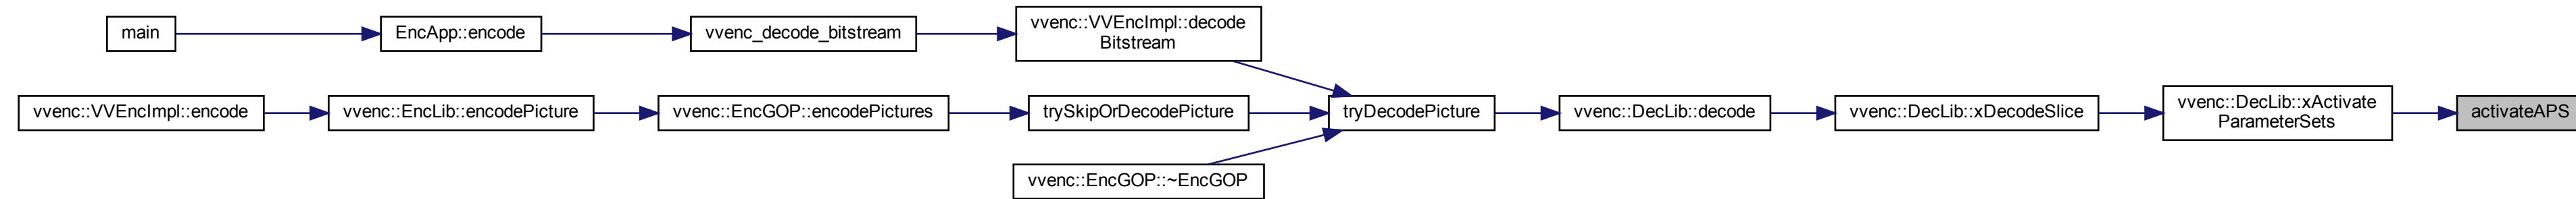 main
EncApp::encode
vvenc_decode_bitstream
vvenc::VVEncImpl::decode
Bitstream
vvenc::VVEncImpl::encode
vvenc::EncLib::encodePicture
vvenc::EncGOP::encodePictures
trySkipOrDecodePicture
tryDecodePicture
vvenc::DecLib::decode
vvenc::DecLib::xDecodeSlice
vvenc::DecLib::xActivate
ParameterSets
activateAPS
vvenc::EncGOP::~EncGOP